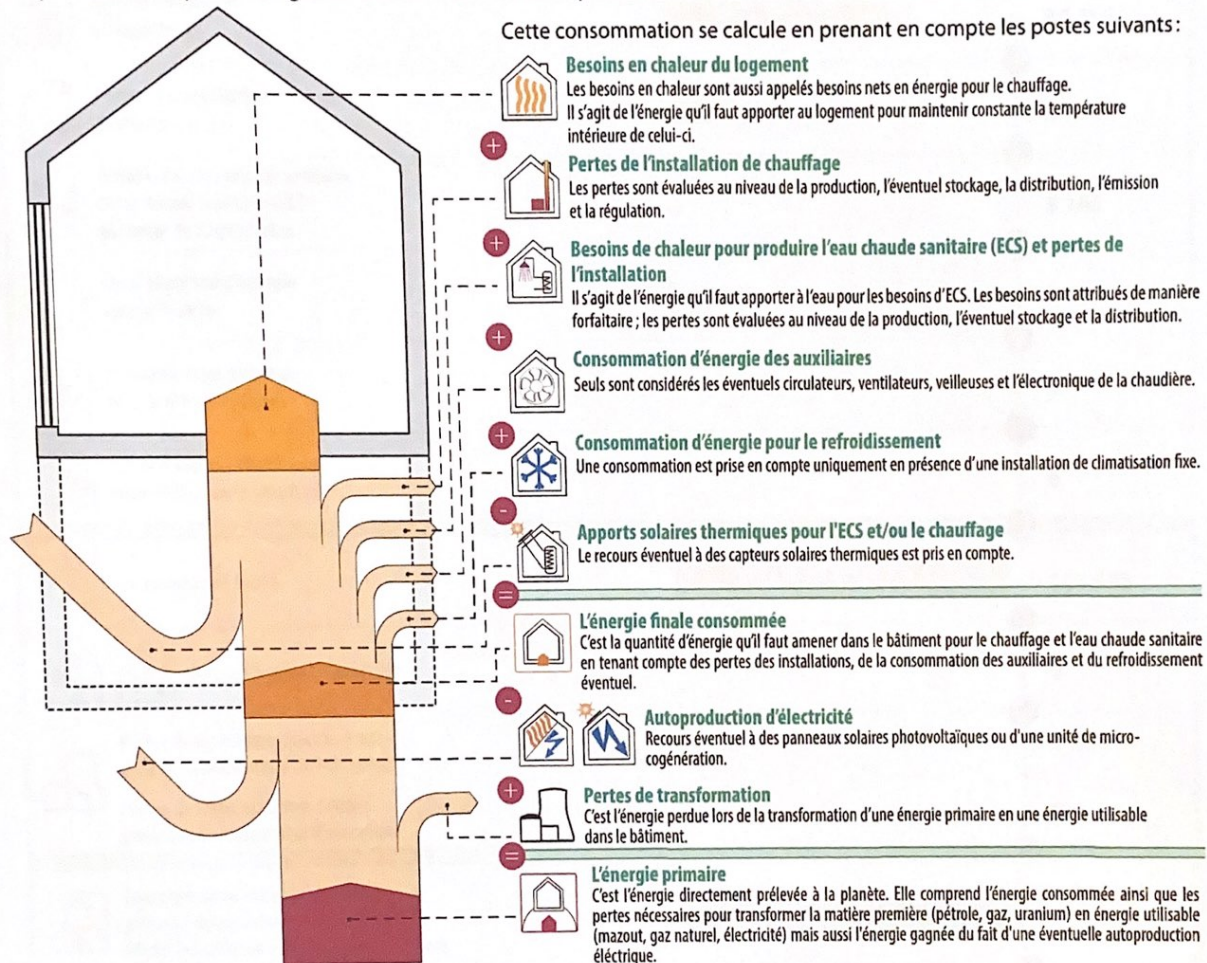 Cette consommation se calcule en prenant en compte les postes suivants :
Besoins en chaleur du logement
Les besoins en chaleur sont aussi appelés besoins nets en énergie pour le chauffage.
Il s'agit de l'énergie qu'il faut apporter au logement pour maintenir constante la température
intérieure de celui-ci.
+
Pertes de l'installation de chauffage
Les pertes sont évaluées au niveau de la production, l'éventuel stockage, la distribution, l'émission
et la régulation.
+
Besoins de chaleur pour produire l'eau chaude sanitaire (ECS) et pertes de
l'installation
Il s'agit de l'énergie qu'il faut apporter à l'eau pour les besoins d'ECS. Les besoins sont attribués de manière
forfaitaire ; les pertes sont évaluées au niveau de la production, l'éventuel stockage et la distribution.
+
Consommation d'énergie des auxiliaires
Seuls sont considérés les éventuels circulateurs, ventilateurs, veilleuses et l'électronique de la chaudière.
+
Consommation d'énergie pour le refroidissement
Une consommation est prise en compte uniquement en présence d'une installation de climatisation fixe.
-
Apports solaires thermiques pour l'ECS et/ou le chauffage
Le recours éventuel à des capteurs solaires thermiques est pris en compte.
=
L'énergie finale consommée
C'est la quantité d'énergie qu'il faut amener dans le bâtiment pour le chauffage et l'eau chaude sanitaire
en tenant compte des pertes des installations, de la consommation des auxiliaires et du refroidissement
éventuel.
-
Autoproduction d'électricité
Recours éventuel à des panneaux solaires photovoltaïques ou d'une unité de micro-
cogénération.
+
Pertes de transformation
C'est l'énergie perdue lors de la transformation d'une énergie primaire en une énergie utilisable
dans le bâtiment.
=
L'énergie primaire
C'est l'énergie directement prélevée à la planète. Elle comprend l'énergie consommée ainsi que les
pertes nécessaires pour transformer la matière première (pétrole, gaz, uranium) en énergie utilisable
(mazout, gaz naturel, électricité) mais aussi l'énergie gagnée du fait d'une éventuelle autoproduction
éléctrique.